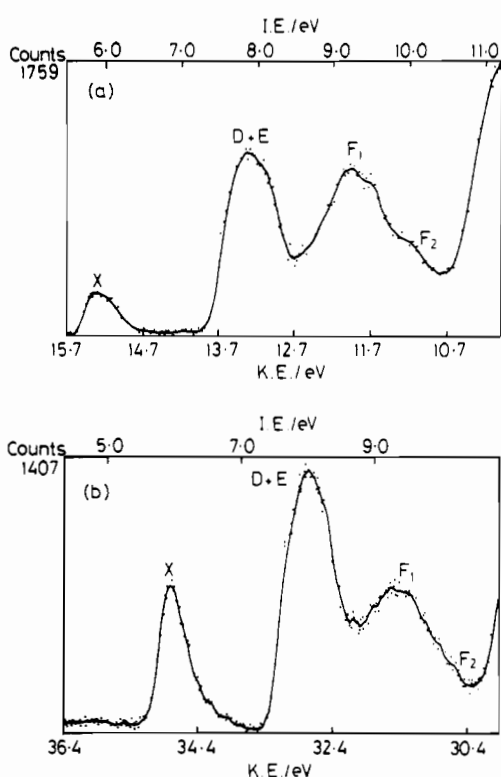 I.E./eV
6.0 7.0 8.0 9.0 10.0 11.0
Counts
1759
(a)
X
D+E
F₁
F₂
15.7 14.7 13.7 12.7 11.7 10.7
K.E./eV
I.E./eV
5.0 7.0 9.0
Counts
1407
(b)
X
D+E
F₁
F₂
36.4 34.4 32.4 30.4
K.E./eV